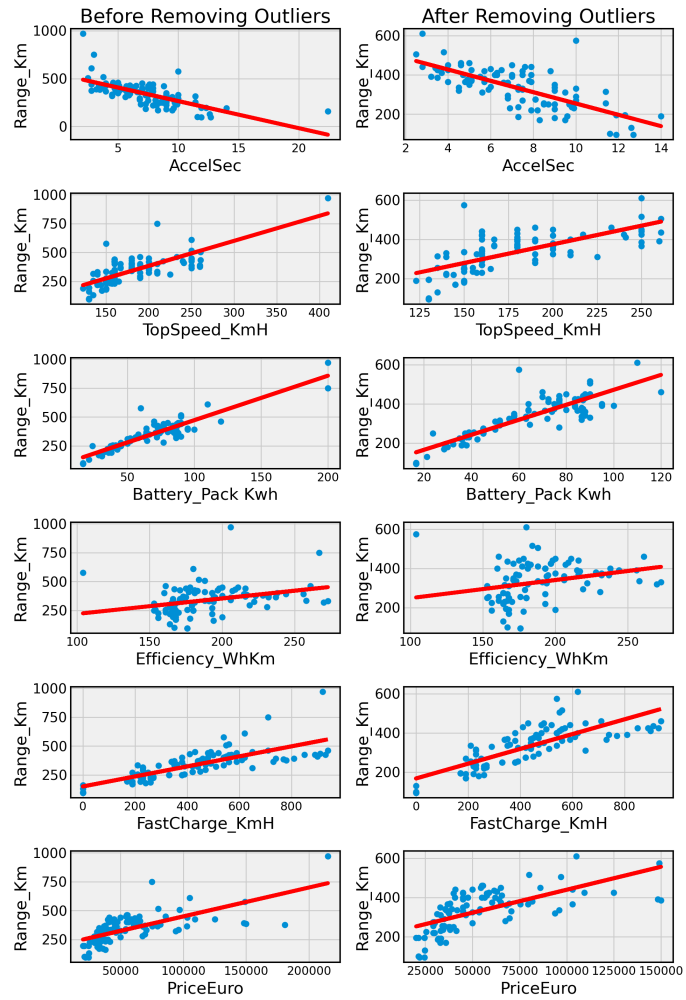 Before Removing Outliers After Removing Outliers
1000
500
0
Range_Km
5 10 15 20
AccelSec
600
400
200
Range_Km
2 4 6 8 10 12 14
AccelSec
1000
750
500
250
Range_Km
150 200 250 300 350 400
TopSpeed_KmH
600
400
200
Range_Km
125 150 175 200 225 250
TopSpeed_KmH
1000
750
500
250
Range_Km
50 100 150 200
Battery_Pack Kwh
600
400
200
Range_Km
20 40 60 80 100 120
Battery_Pack Kwh
1000
750
500
250
Range_Km
100 150 200 250
Efficiency_WhKm
600
400
200
Range_Km
100 150 200 250
Efficiency_WhKm
1000
750
500
250
Range_Km
0 200 400 600 800
FastCharge_KmH
600
400
200
Range_Km
0 200 400 600 800
FastCharge_KmH
1000
750
500
250
Range_Km
50000 100000 150000 200000
PriceEuro
600
400
200
Range_Km
25000 50000 75000 100000 125000 150000
PriceEuro